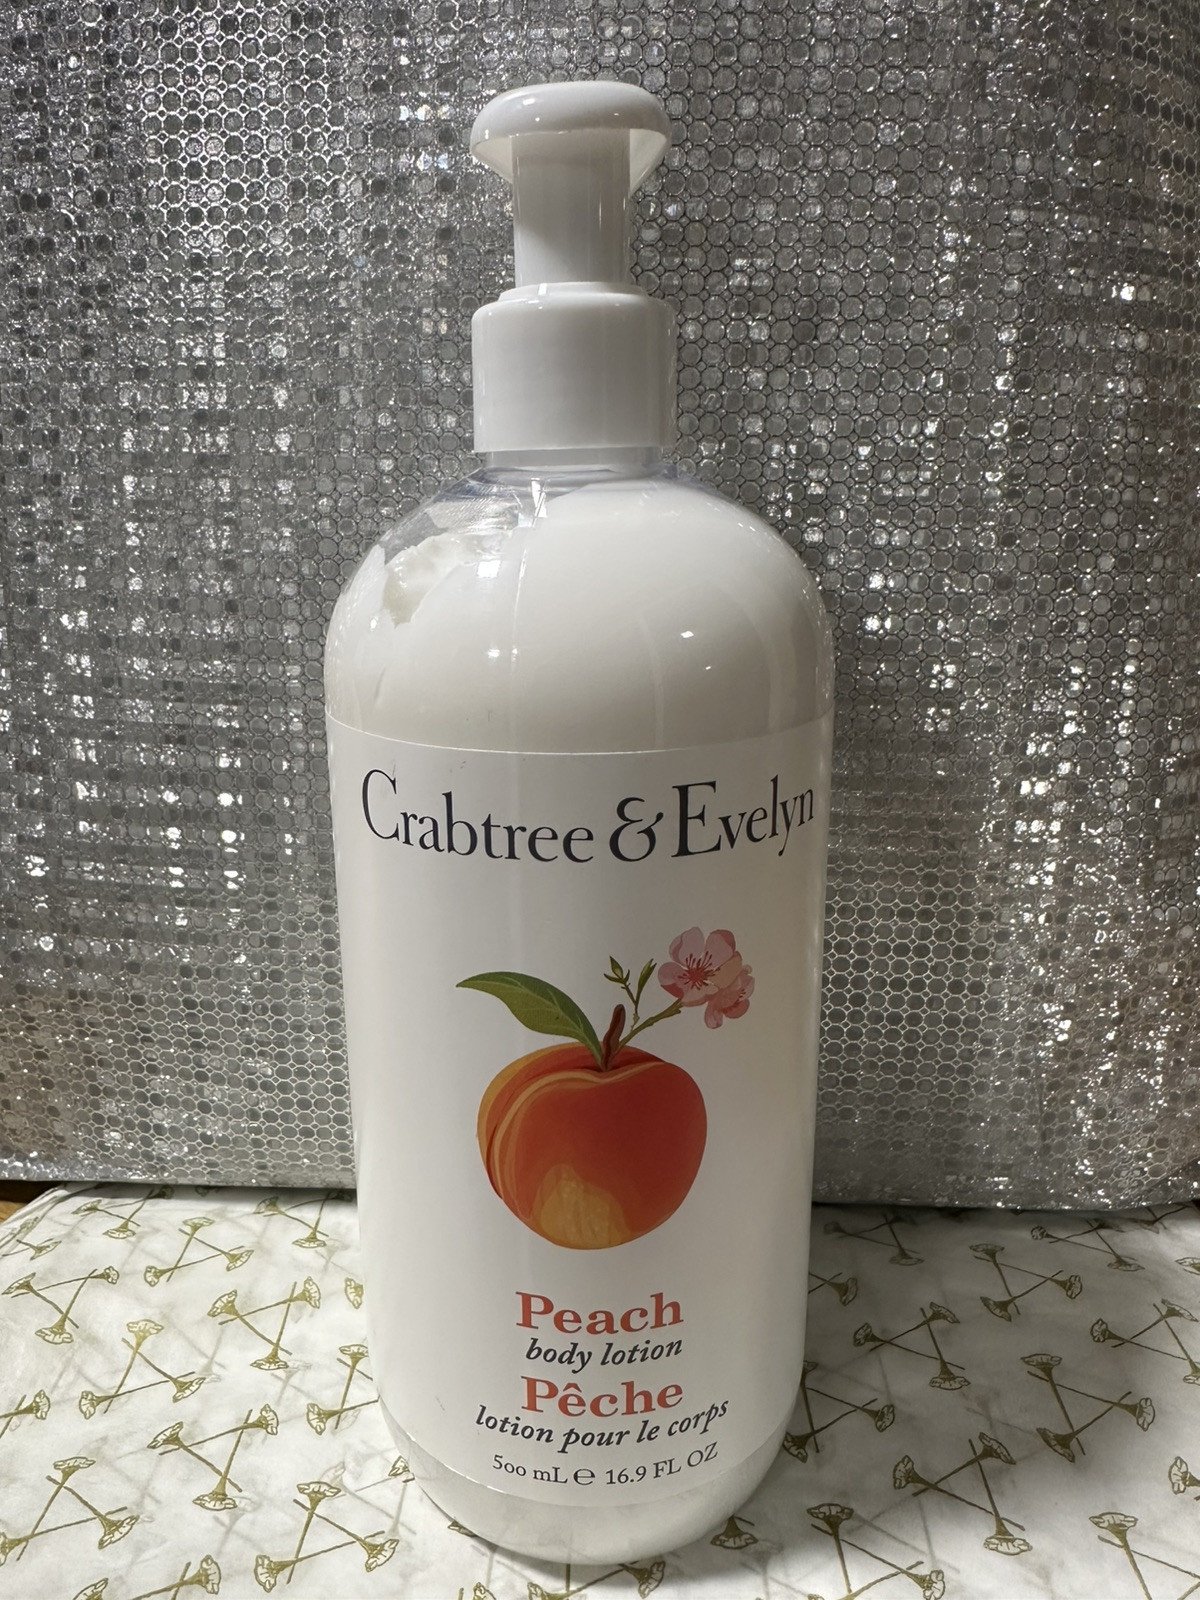 Crabtree & Evelyn
Peach
body lotion
Pêche
lotion pour le corps
500 mL ℮ 16.9 FL OZ